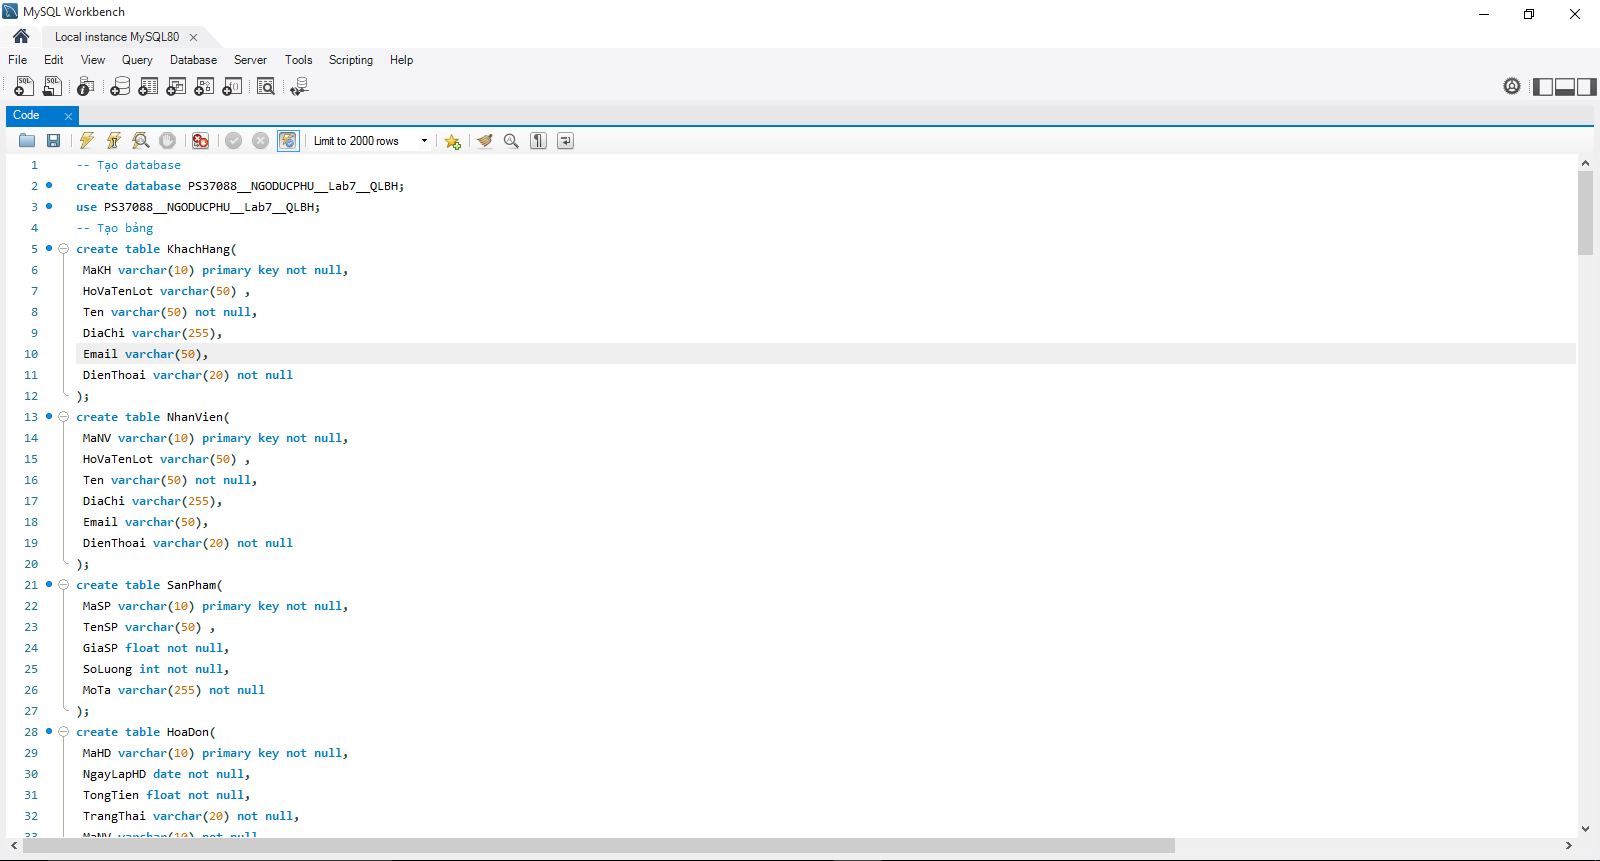 MySQL Workbench
Local instance MySQL80
File Edit View Query Database Server Tools Scripting Help
Code
Limit to 2000 rows
1 -- Tạo database
2 create database PS37088__NGODUCPHU__Lab7__QLBH;
3 use PS37088__NGODUCPHU__Lab7__QLBH;
4 -- Tạo bảng
5 create table KhachHang(
6 MaKH varchar(10) primary key not null,
7 HoVaTenLot varchar(50) ,
8 Ten varchar(50) not null,
9 DiaChi varchar(255),
10 Email varchar(50),
11 DienThoai varchar(20) not null
12 );
13 create table NhanVien(
14 MaNV varchar(10) primary key not null,
15 HoVaTenLot varchar(50) ,
16 Ten varchar(50) not null,
17 DiaChi varchar(255),
18 Email varchar(50),
19 DienThoai varchar(20) not null
20 );
21 create table SanPham(
22 MaSP varchar(10) primary key not null,
23 TenSP varchar(50) ,
24 GiaSP float not null,
25 SoLuong int not null,
26 MoTa varchar(255) not null
27 );
28 create table HoaDon(
29 MaHD varchar(10) primary key not null,
30 NgayLapHD date not null,
31 TongTien float not null,
32 TrangThai varchar(20) not null,
33 MaNV varchar(10) not null